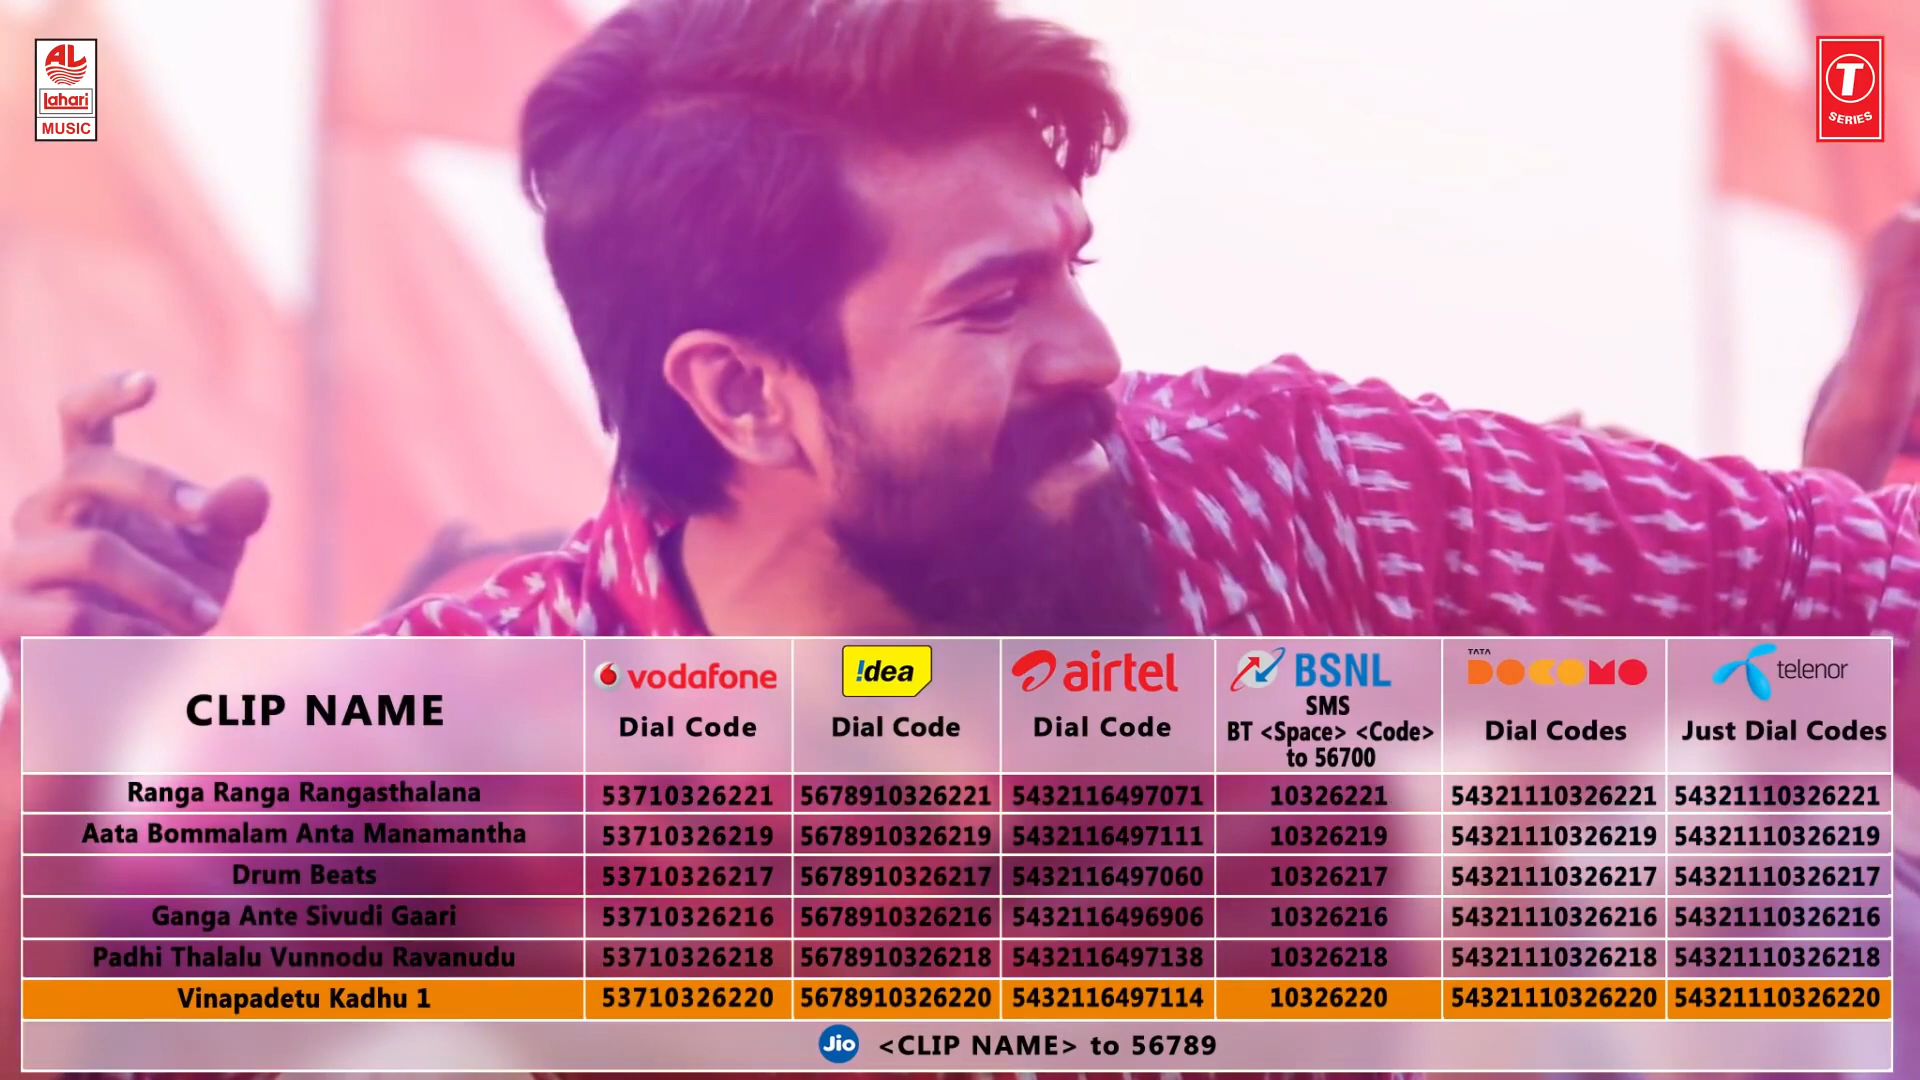 AL
lahari
MUSIC
T
SERIES
CLIP NAME
vodafone
Dial Code
!dea
Dial Code
airtel
Dial Code
BSNL
SMS
BT <Space> <Code>
to 56700
TATA
DOCOMO
Dial Codes
telenor
Just Dial Codes
Ranga Ranga Rangasthalana 53710326221 5678910326221 5432116497071 10326221 54321110326221 54321110326221
Aata Bommalam Anta Manamantha 53710326219 5678910326219 5432116497111 10326219 54321110326219 54321110326219
Drum Beats 53710326217 5678910326217 5432116497060 10326217 54321110326217 54321110326217
Ganga Ante Sivudi Gaari 53710326216 5678910326216 5432116496906 10326216 54321110326216 54321110326216
Padhi Thalalu Vunnodu Ravanudu 53710326218 5678910326218 5432116497138 10326218 54321110326218 54321110326218
Vinapadetu Kadhu 1 53710326220 5678910326220 5432116497114 10326220 54321110326220 54321110326220
Jio <CLIP NAME> to 56789